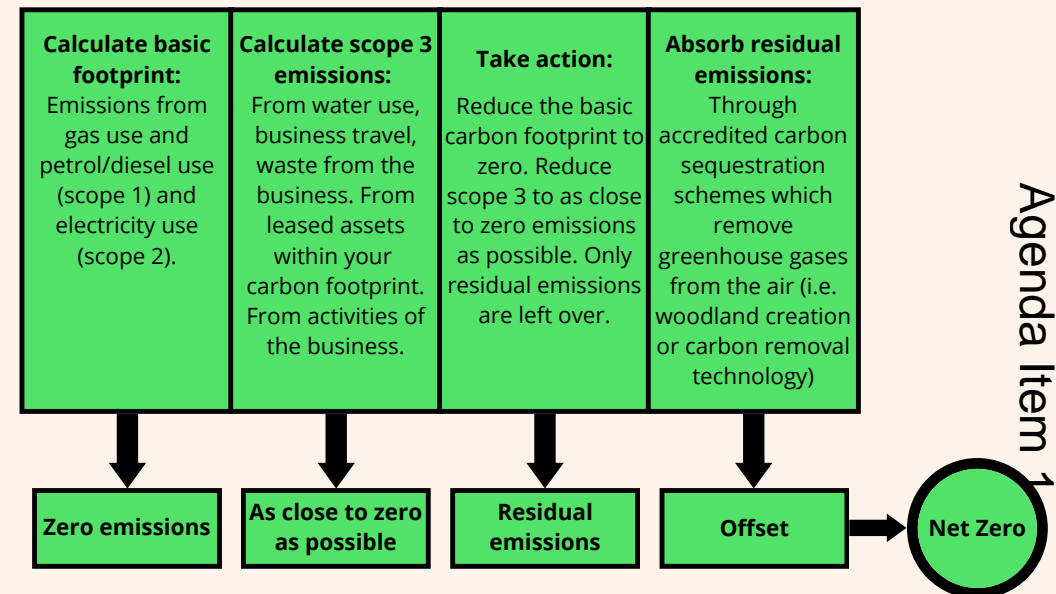 Calculate basic
footprint:
Emissions from
gas use and
petrol/diesel use
(scope 1) and
electricity use
(scope 2).
Calculate scope 3
emissions:
From water use,
business travel,
waste from the
business. From
leased assets
within your
carbon footprint.
From activities of
the business.
Take action:
Reduce the basic
carbon footprint to
zero. Reduce
scope 3 to as close
to zero emissions
as possible. Only
residual emissions
are left over.
Absorb residual
emissions:
Through
accredited carbon
sequestration
schemes which
remove
greenhouse gases
from the air (i.e.
woodland creation
or carbon removal
technology)
Zero emissions
As close to zero
as possible
Residual
emissions
Offset
Net Zero
Agenda Item